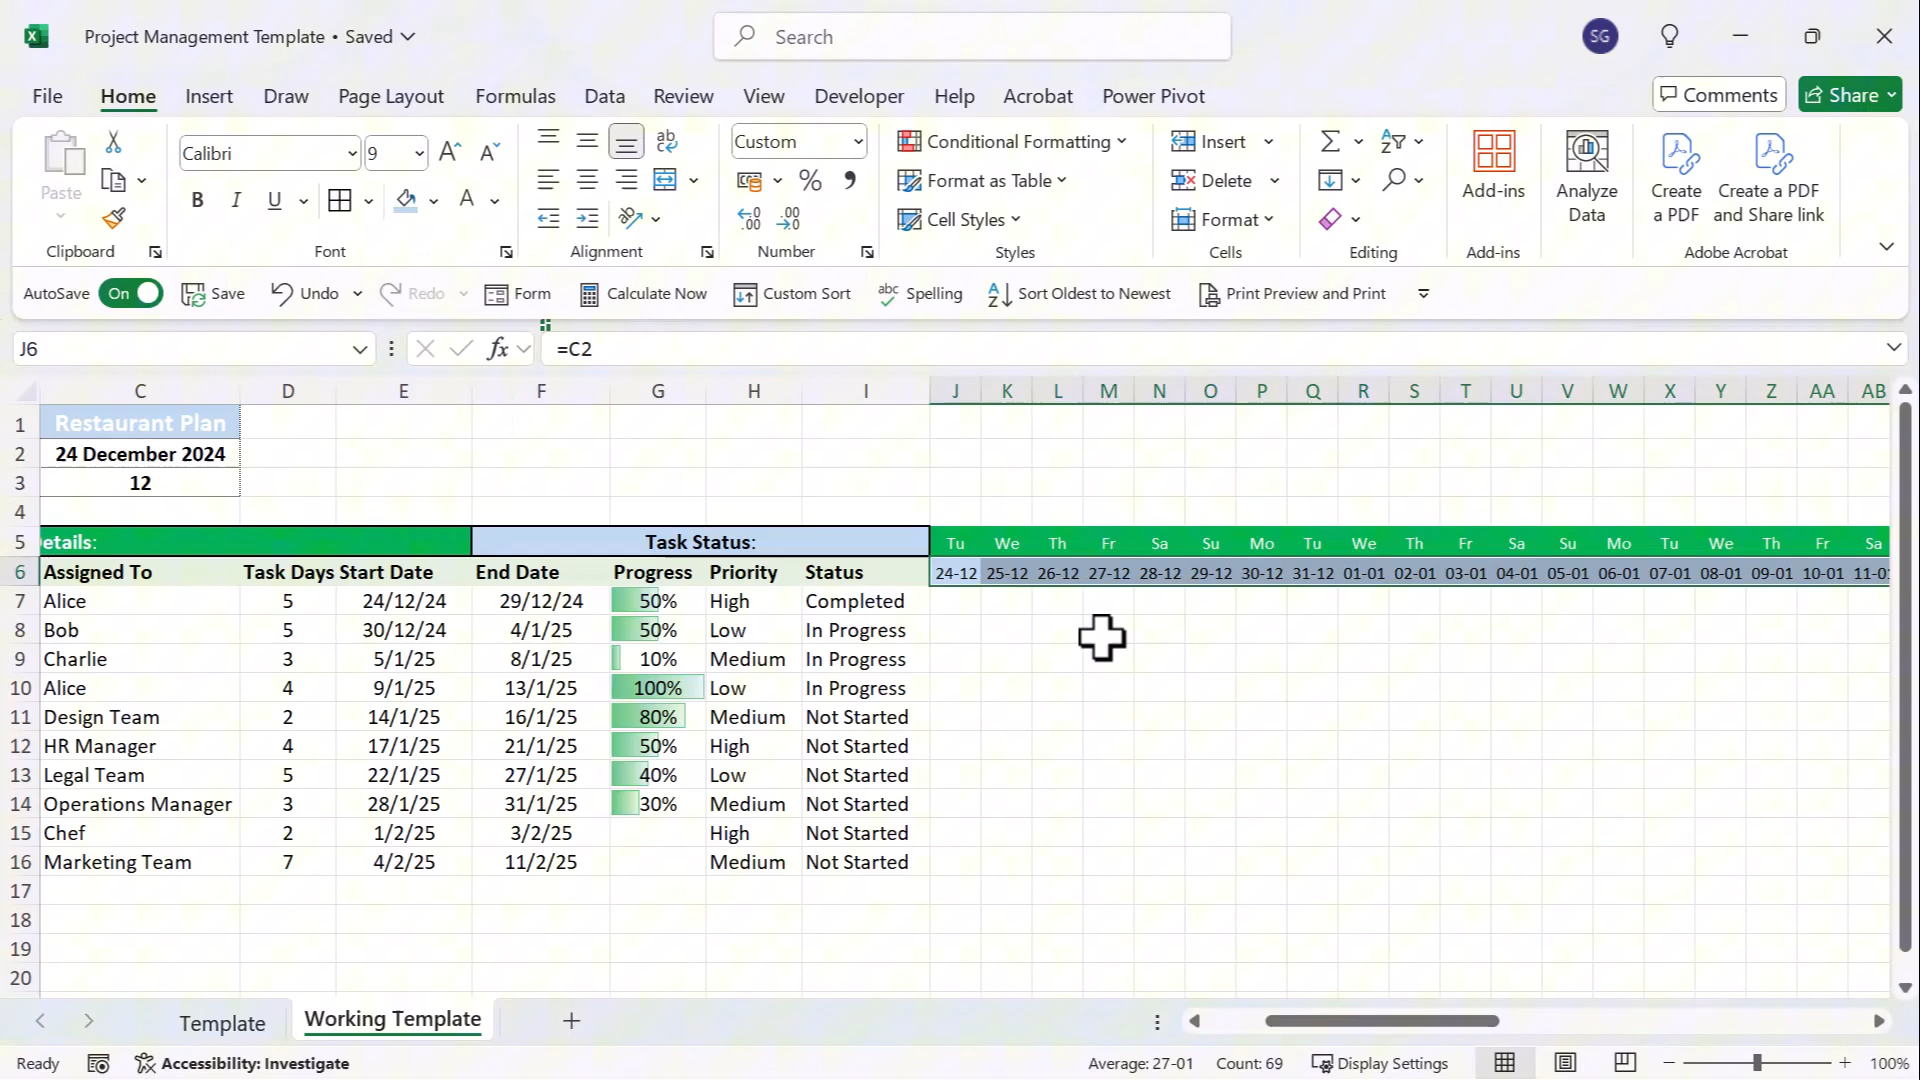 Project Management Template • Saved
Search
SG
File Home Insert Draw Page Layout Formulas Data Review View Developer Help Acrobat Power Pivot
Comments Share
Paste
Calibri 9
B I U
Custom
Conditional Formatting
Format as Table
Cell Styles
Insert
Delete
Format
Add-ins
Analyze Data
Create a PDF
Create a PDF and Share link
Clipboard Font Alignment Number Styles Cells Editing Add-ins Adobe Acrobat
AutoSave On Save Undo Redo Form Calculate Now Custom Sort Spelling Sort Oldest to Newest Print Preview and Print
J6 fx =C2
C D E F G H I J K L M N O P Q R S T U V W X Y Z AA AB
1 Restaurant Plan
2 24 December 2024
3 12
4
5 etails: Task Status: Tu We Th Fr Sa Su Mo Tu We Th Fr Sa Su Mo Tu We Th Fr Sa
6 Assigned To Task Days Start Date End Date Progress Priority Status 24-12 25-12 26-12 27-12 28-12 29-12 30-12 31-12 01-01 02-01 03-01 04-01 05-01 06-01 07-01 08-01 09-01 10-01 11-0
7 Alice 5 24/12/24 29/12/24 50% High Completed
8 Bob 5 30/12/24 4/1/25 50% Low In Progress
9 Charlie 3 5/1/25 8/1/25 10% Medium In Progress
10 Alice 4 9/1/25 13/1/25 100% Low In Progress
11 Design Team 2 14/1/25 16/1/25 80% Medium Not Started
12 HR Manager 4 17/1/25 21/1/25 50% High Not Started
13 Legal Team 5 22/1/25 27/1/25 40% Low Not Started
14 Operations Manager 3 28/1/25 31/1/25 30% Medium Not Started
15 Chef 2 1/2/25 3/2/25 High Not Started
16 Marketing Team 7 4/2/25 11/2/25 Medium Not Started
17
18
19
20
Template Working Template
Ready Accessibility: Investigate Average: 27-01 Count: 69 Display Settings 100%